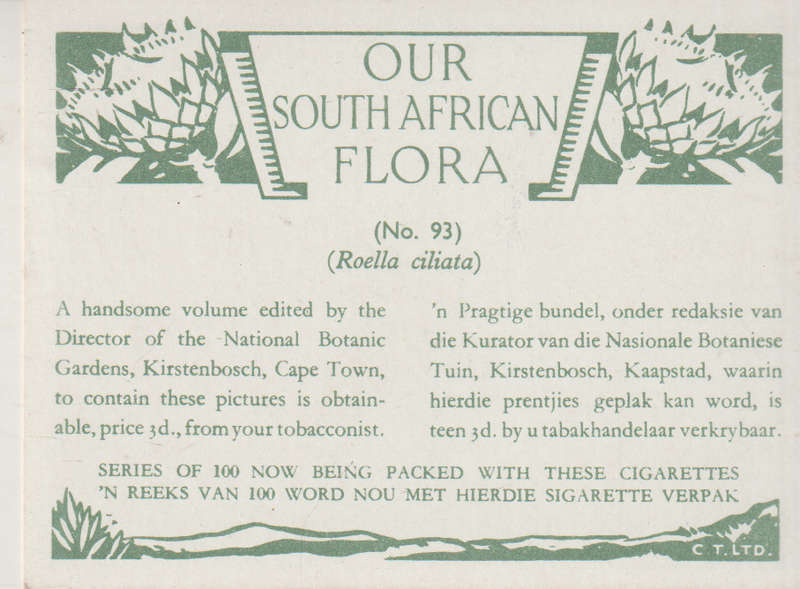 OUR
SOUTH AFRICAN
FLORA
(No. 93)
(Roella ciliata)
A handsome volume edited by the
Director of the National Botanic
Gardens, Kirstenbosch, Cape Town,
to contain these pictures is obtain-
able, price 3d., from your tobacconist.
'n Pragtige bundel, onder redaksie van
die Kurator van die Nasionale Botaniese
Tuin, Kirstenbosch, Kaapstad, waarin
hierdie prentjies geplak kan word, is
teen 3d. by u tabakhandelaar verkrybaar.
SERIES OF 100 NOW BEING PACKED WITH THESE CIGARETTES
'N REEKS VAN 100 WORD NOU MET HIERDIE SIGARETTE VERPAK
C. T. LTD.